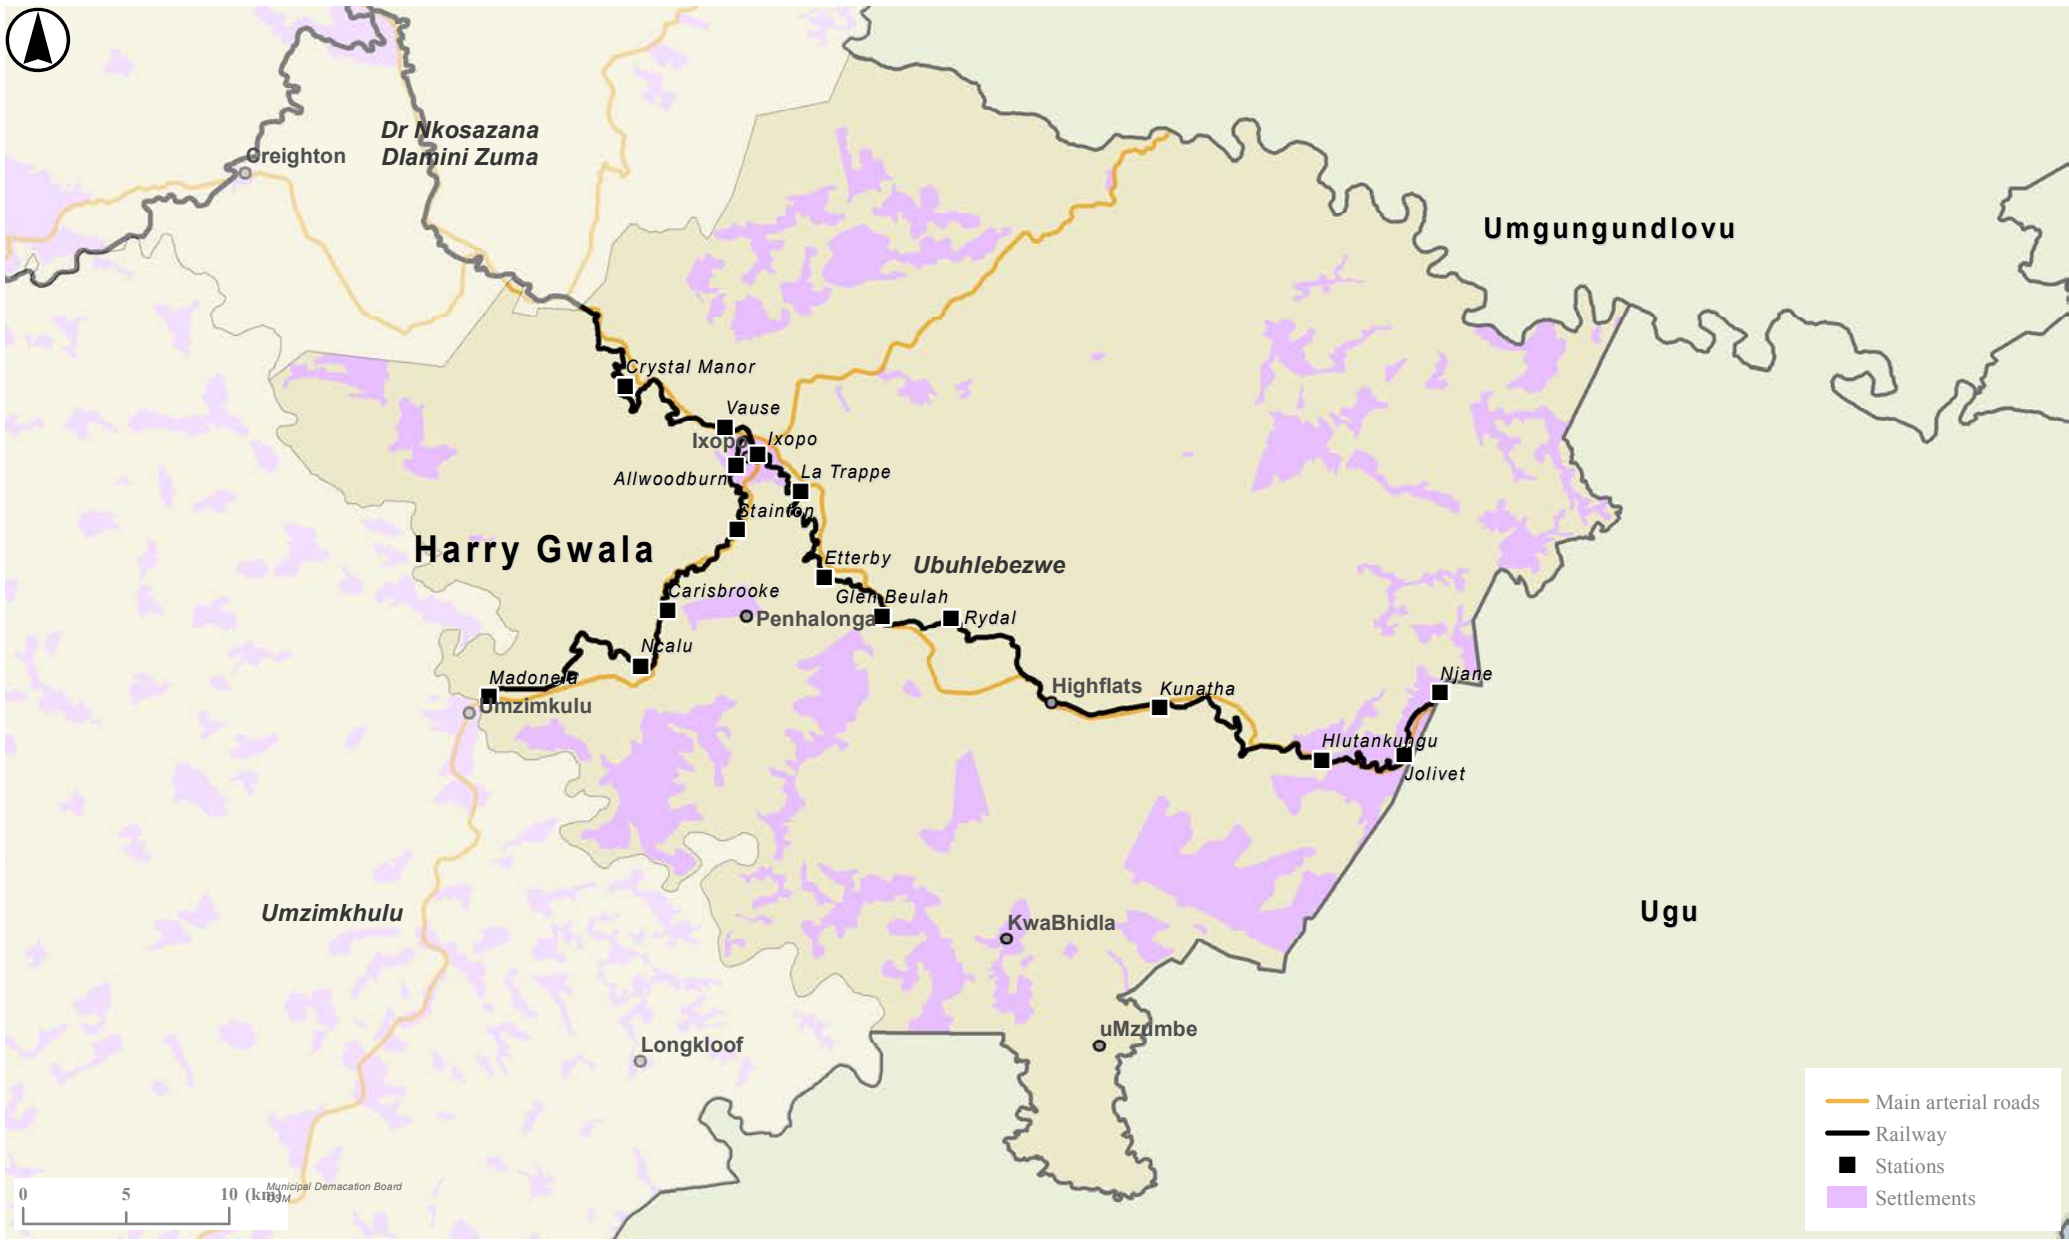 Dr Nkosazana
Dlamini Zuma
Creighton
Umgungundlovu
Crystal Manor
Vause
Ixopo
Ixopo
La Trappe
Allwoodburn
Stainton
Harry Gwala
Etterby
Ubuhlebezwe
Carisbrooke
Glen Beulah
Penhalonga
Rydal
Ncalu
Madonela
Umzimkulu
Highflats
Kunatha
Njane
Hlutankungu
Jolivet
Umzimkhulu
Ugu
KwaBhidla
uMzumbe
Longkloof
Main arterial roads
Railway
Stations
Settlements
0 5 10 (km)
Municipal Demacation Board
OSM